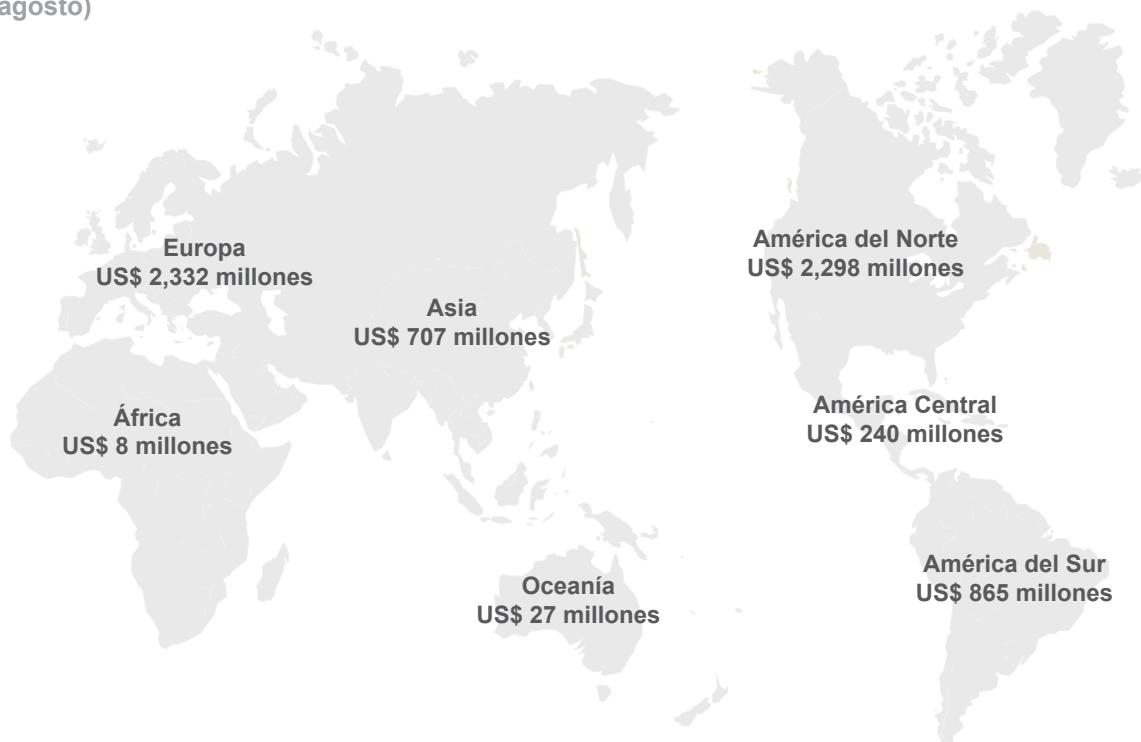 agosto)
Europa
US$ 2,332 millones
América del Norte
US$ 2,298 millones
Asia
US$ 707 millones
África
US$ 8 millones
América Central
US$ 240 millones
Oceanía
US$ 27 millones
América del Sur
US$ 865 millones